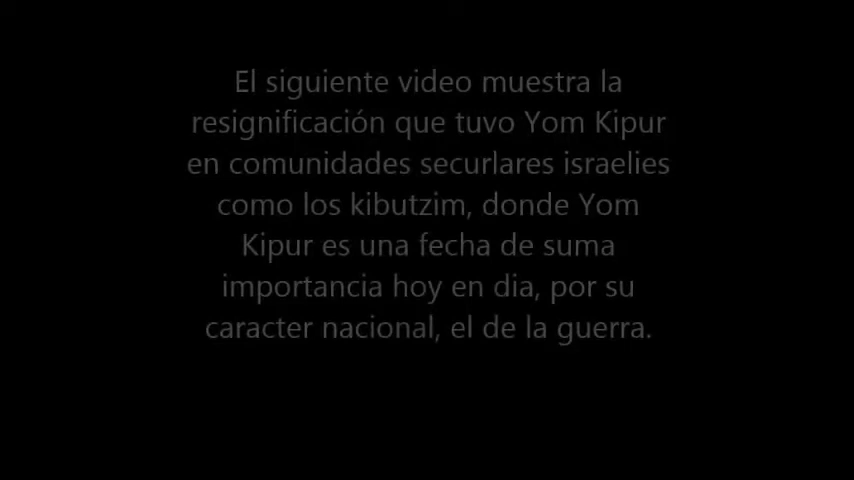 El siguiente video muestra la
resignificación que tuvo Yom Kipur
en comunidades securlares israelies
como los kibutzim, donde Yom
Kipur es una fecha de suma
importancia hoy en dia, por su
caracter nacional, el de la guerra.